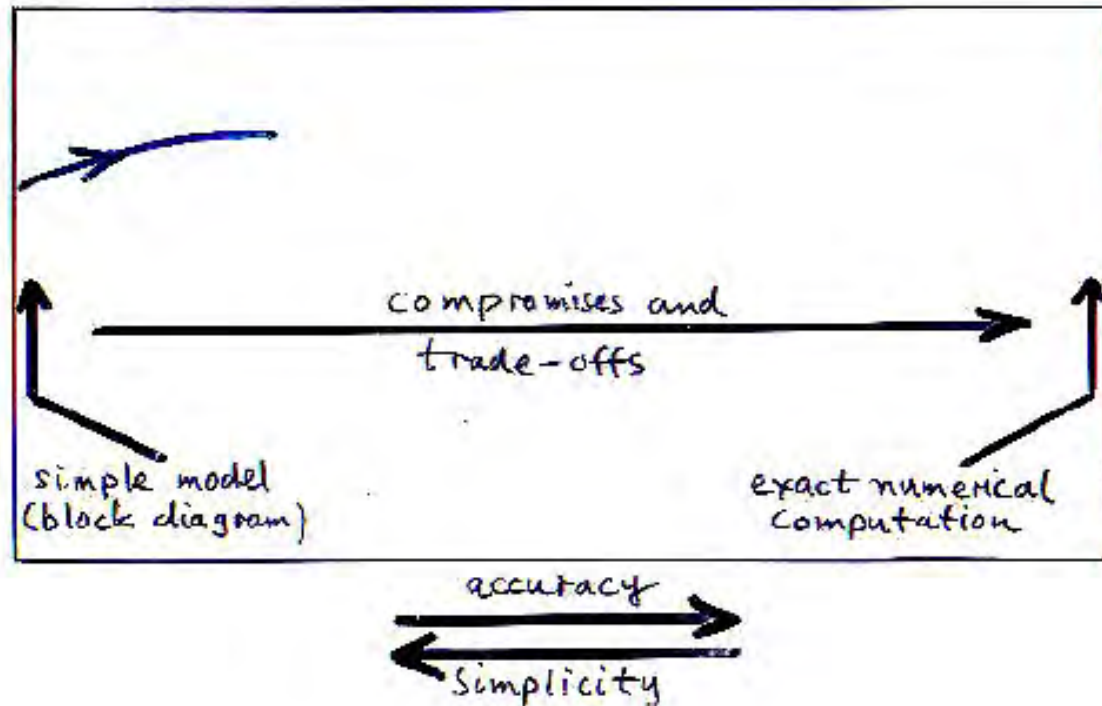 compromises and
trade-offs
simple model
(block diagram)
exact numerical
computation
accuracy
simplicity